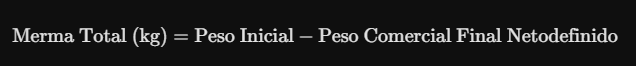 Merma Total (kg) = Peso Inicial − Peso Comercial Final Netodefinido